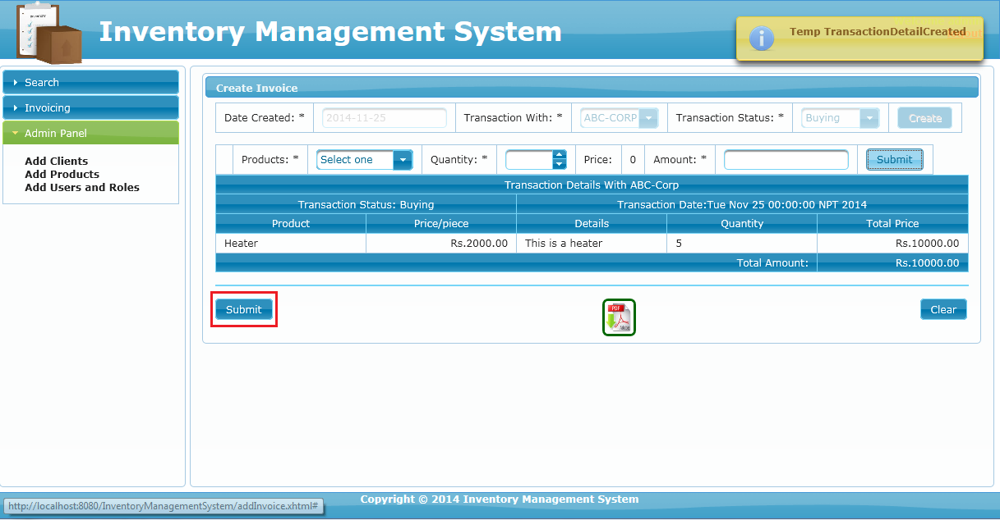 Inventory Management System
Temp TransactionDetailCreated
Search
Invoicing
Admin Panel
Add Clients
Add Products
Add Users and Roles
Create Invoice
Date Created: * 2014-11-25 Transaction With: * ABC-CORP Transaction Status: * Buying Create
Products: * Select one Quantity: * Price: 0 Amount: * Submit
Transaction Details With ABC-Corp
Transaction Status: Buying Transaction Date:Tue Nov 25 00:00:00 NPT 2014
Product Price/piece Details Quantity Total Price
Heater Rs.2000.00 This is a heater 5 Rs.10000.00
Total Amount: Rs.10000.00
Submit PDF Adobe Clear
Copyright © 2014 Inventory Management System
http://localhost:8080/InventoryManagementSystem/addInvoice.xhtml#